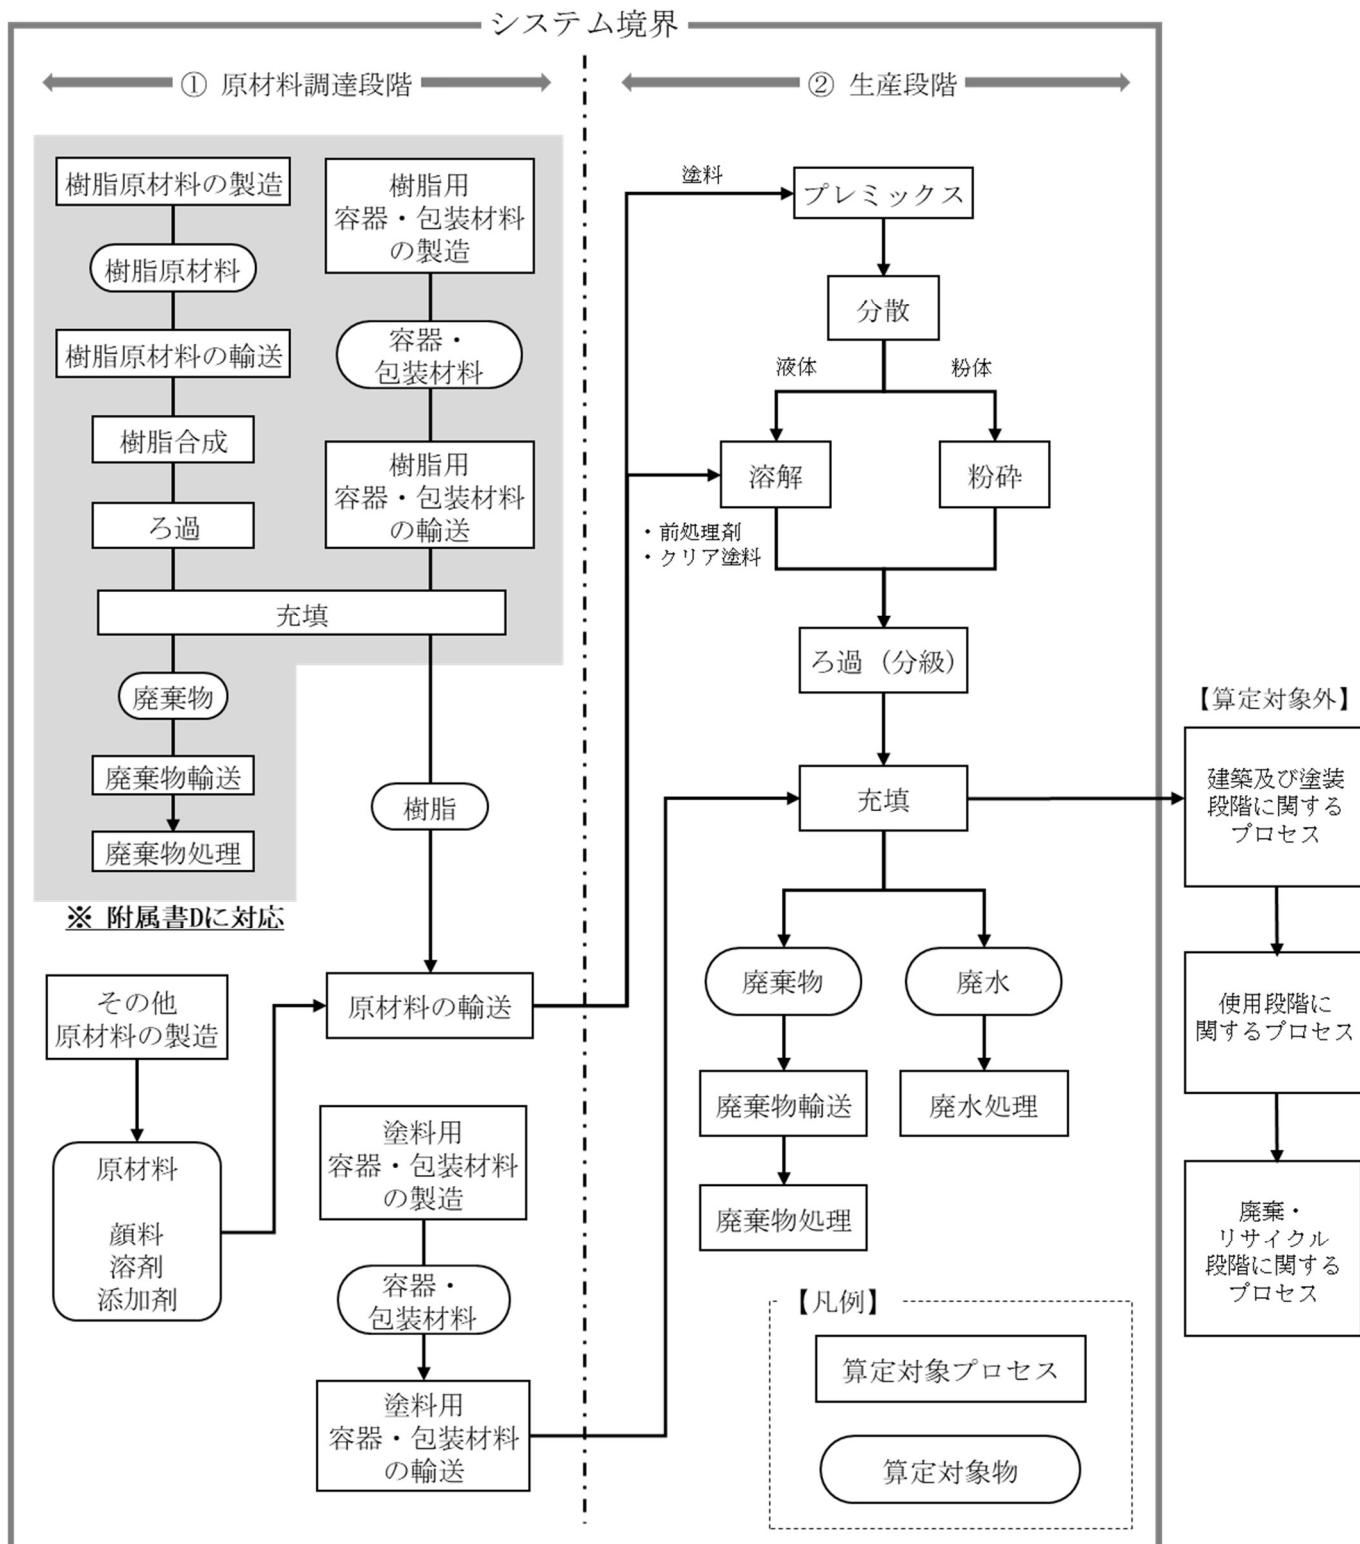 システム境界
① 原材料調達段階
② 生産段階
樹脂原材料の製造
樹脂原材料
樹脂原材料の輸送
樹脂合成
ろ過
樹脂用
容器・包装材料
の製造
容器・
包装材料
樹脂用
容器・包装材料
の輸送
充填
廃棄物
廃棄物輸送
廃棄物処理
※ 附属書Dに対応
樹脂
その他
原材料の製造
原材料
顔料
溶剤
添加剤
原材料の輸送
塗料用
容器・包装材料
の製造
容器・
包装材料
塗料用
容器・包装材料
の輸送
塗料
プレミックス
分散
液体
粉体
溶解
粉砕
・前処理剤
・クリア塗料
ろ過（分級）
充填
廃棄物
廃水
廃棄物輸送
廃水処理
廃棄物処理
【凡例】
算定対象プロセス
算定対象物
【算定対象外】
建築及び塗装
段階に関する
プロセス
使用段階に
関するプロセス
廃棄・
リサイクル
段階に関する
プロセス